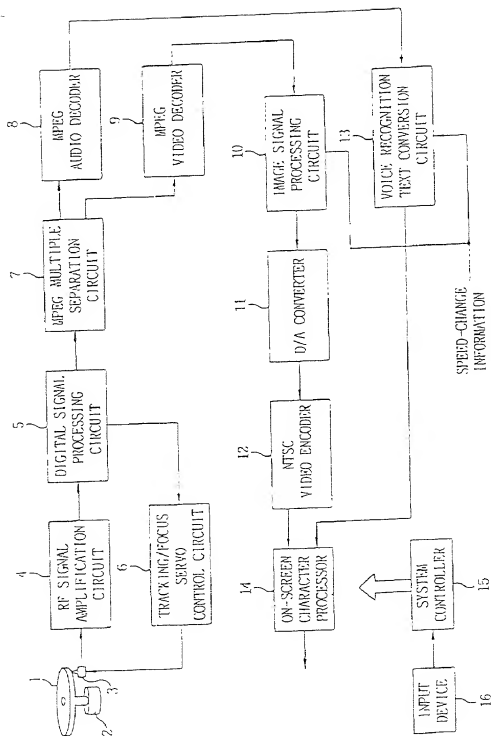 1
2
3
4
RF SIGNAL
AMPLIFICATION
CIRCUIT
5
DIGITAL SIGNAL
PROCESSING
CIRCUIT
6
TRACKING/FOCUS
SERVO
CONTROL CIRCUIT
7
MPEG MULTIPLE
SEPARATION
CIRCUIT
8
MPEG
AUDIO DECODER
9
MPEG
VIDEO DECODER
10
IMAGE SIGNAL
PROCESSING
CIRCUIT
11
D/A CONVERTER
12
NTSC
VIDEO ENCODER
13
VOICE RECOGNITION
TEXT CONVERSION
CIRCUIT
14
ON-SCREEN
CHARACTER
PROCESSOR
SPEED-CHANGE
INFORMATION
15
SYSTEM
CONTROLLER
16
INPUT
DEVICE